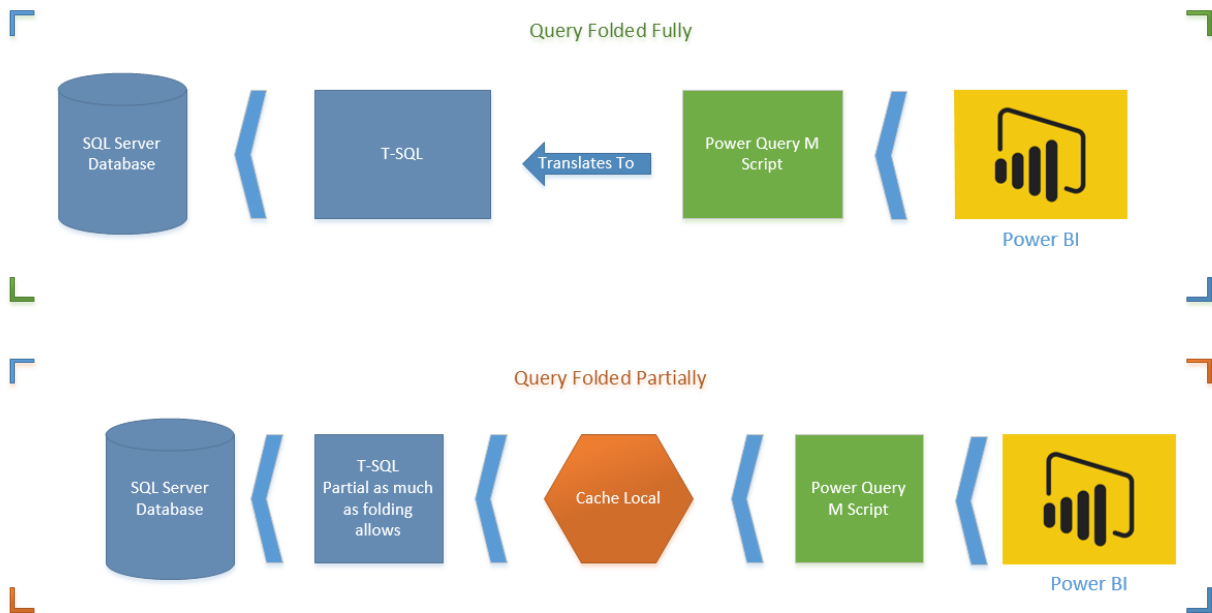 Query Folded Fully
SQL Server
Database
T-SQL
Translates To
Power Query M
Script
Power BI
Query Folded Partially
SQL Server
Database
T-SQL
Partial as much
as folding
allows
Cache Local
Power Query
M Script
Power BI